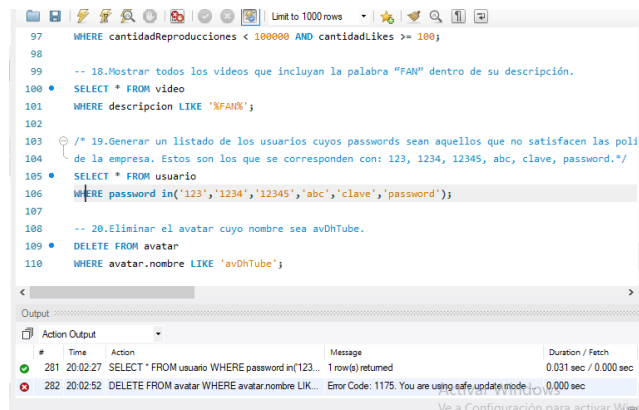 Limit to 1000 rows
97 WHERE cantidadReproducciones < 100000 AND cantidadLikes >= 100;
98
99 -- 18.Mostrar todos los videos que incluyan la palabra “FAN” dentro de su descripción.
100 SELECT * FROM video
101 WHERE descripcion LIKE '%FAN%';
102
103 /* 19.Generar un listado de los usuarios cuyos passwords sean aquellos que no satisfacen las polí
104 de la empresa. Estos son los que se corresponden con: 123, 1234, 12345, abc, clave, password.*/
105 SELECT * FROM usuario
106 WHERE password in('123','1234','12345','abc','clave','password');
107
108 -- 20.Eliminar el avatar cuyo nombre sea avDhTube.
109 DELETE FROM avatar
110 WHERE avatar.nombre LIKE 'avDhTube';
Output
Action Output
# Time Action Message Duration / Fetch
281 20:02:27 SELECT * FROM usuario WHERE password in('123... 1 row(s) returned 0.031 sec / 0.000 sec
282 20:02:52 DELETE FROM avatar WHERE avatar.nombre LIK... Error Code: 1175. You are using safe update mode ... 0.000 sec
Activar Windows
Ve a Configuración para activar Win